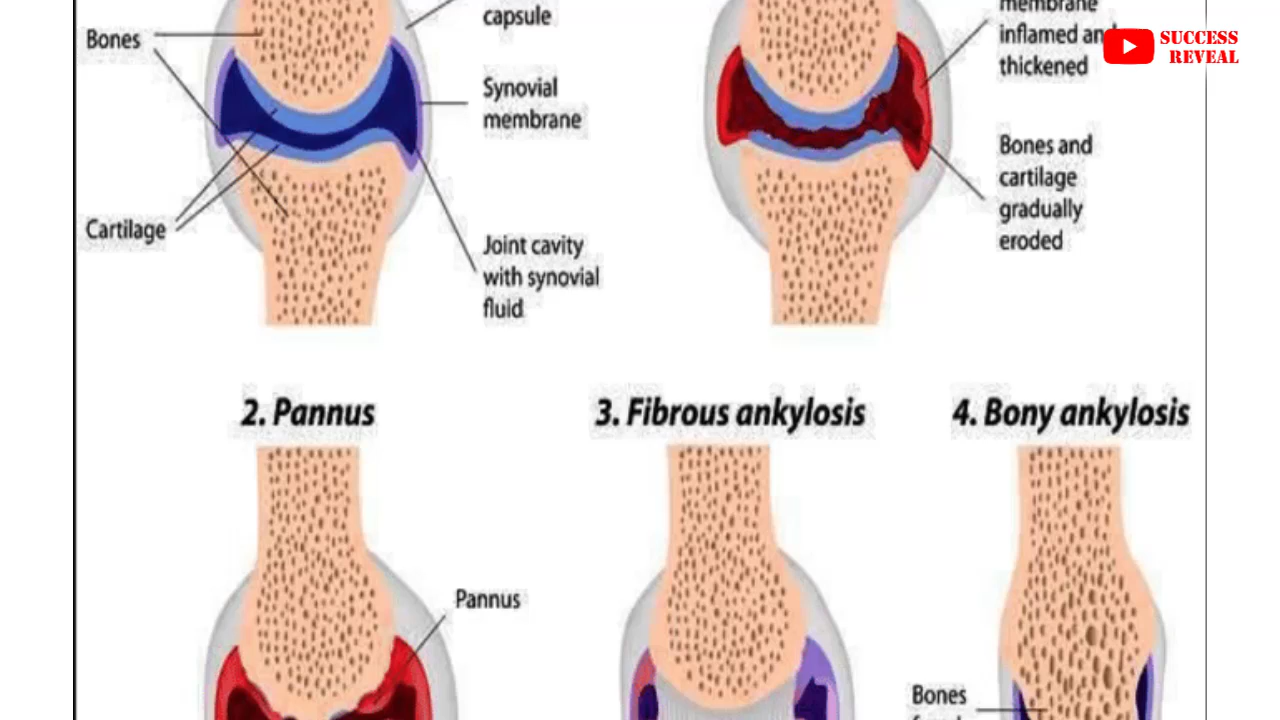 capsule
Bones
Synovial
membrane
Cartilage
Joint cavity
with synovial
fluid
membrane
inflamed and
thickened
SUCCESS
REVEAL
Bones and
cartilage
gradually
eroded
2. Pannus
3. Fibrous ankylosis
4. Bony ankylosis
Pannus
Bones